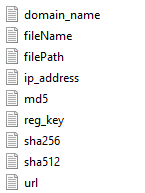 domain_name
fileName
filePath
ip_address
md5
reg_key
sha256
sha512
url